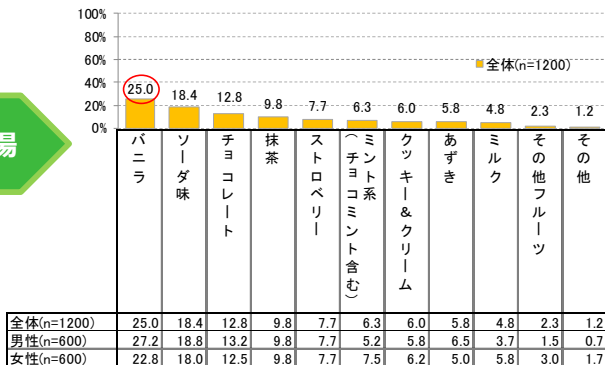 100%
80%
60%
40%
20%
0%
全体(n=1200)
25.0 18.4 12.8 9.8 7.7 6.3 6.0 5.8 4.8 2.3 1.2
場
バニラ
ソーダ味
チョコレート
抹茶
ストロベリー
ミント系
(チョコミント含む)
クッキー&クリーム
あずき
ミルク
その他フルーツ
その他
全体(n=1200) 25.0 18.4 12.8 9.8 7.7 6.3 6.0 5.8 4.8 2.3 1.2
男性(n=600) 27.2 18.8 13.2 9.8 7.7 5.2 5.8 6.5 3.7 1.5 0.7
女性(n=600) 22.8 18.0 12.5 9.8 7.7 7.5 6.2 5.0 5.8 3.0 1.7